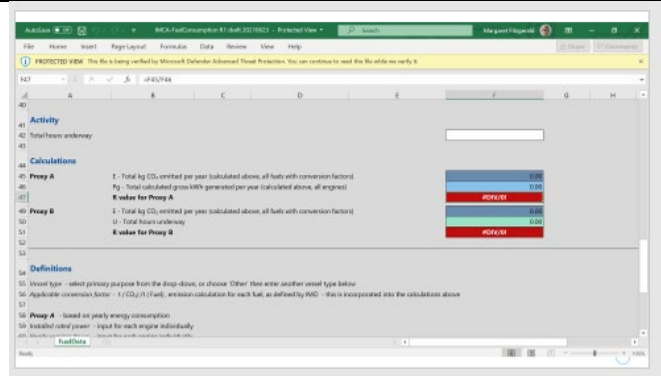 AutoSave
IMCA-FuelConsumption R1 draft 20210823 - Protected View
Search
Margaret Fitzgerald
File Home Insert Page Layout Formulas Data Review View Help
Share Comments
PROTECTED VIEW This file is being verified by Microsoft Defender Advanced Threat Protection. You can continue to read this file while we verify it.
F47 =F45/F46
A B C D E F G H
40
41 Activity
42 Total hours underway
43
44 Calculations
45 Proxy A E - Total kg CO₂ emitted per year (calculated above, all fuels with conversion factors) 0.00
46 Pg - Total calculated gross kWh generated per year (calculated above, all engines) 0.00
47 R value for Proxy A #DIV/0!
49 Proxy B E - Total kg CO₂ emitted per year (calculated above, all fuels with conversion factors) 0.00
50 U - Total hours underway 0.00
51 R value for Proxy B #DIV/0!
52
53
54 Definitions
55 Vessel type - select primary purpose from the drop-down, or choose 'Other' then enter another vessel type below
56 Applicable conversion factor - t (CO₂) /t (Fuel), emission calculation for each fuel, as defined by IMO - this is incorporated into the calculations above
57
58 Proxy A - based on yearly energy consumption
59 Installed rated power - input for each engine individually
FuelData
Ready
100%